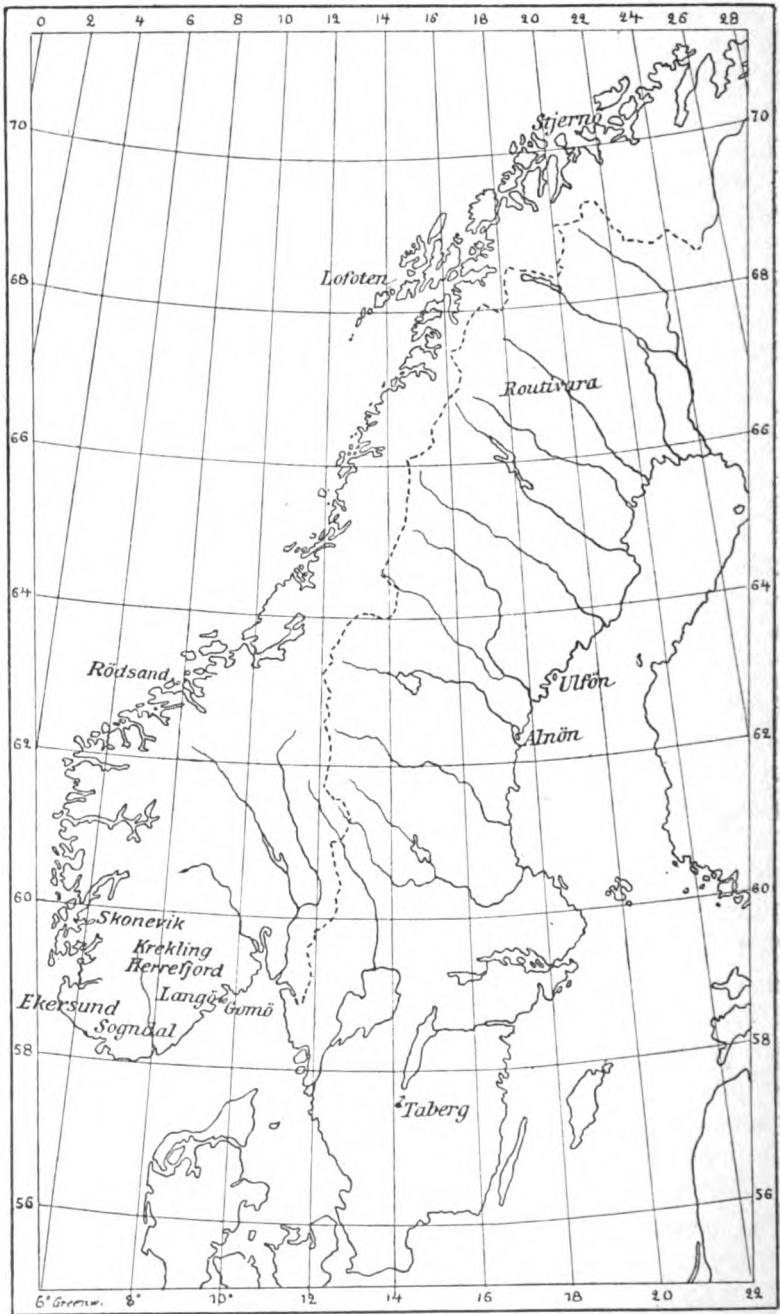 0 2 4 6 8 10 12 14 16 18 20 22 24 26 28
Stjernö
70 70
Lofoten
68 68
Routivara
66 66
64 64
Rödsand
Ulfön
Alnön
62 62
60 60
Skonevik
Krekling
Herrefjord
Ekersund
Langö
Gomö
Sogndal
58 58
Taberg
56 56
6° Greenw. 8° 10° 12 14 16 18 20 22